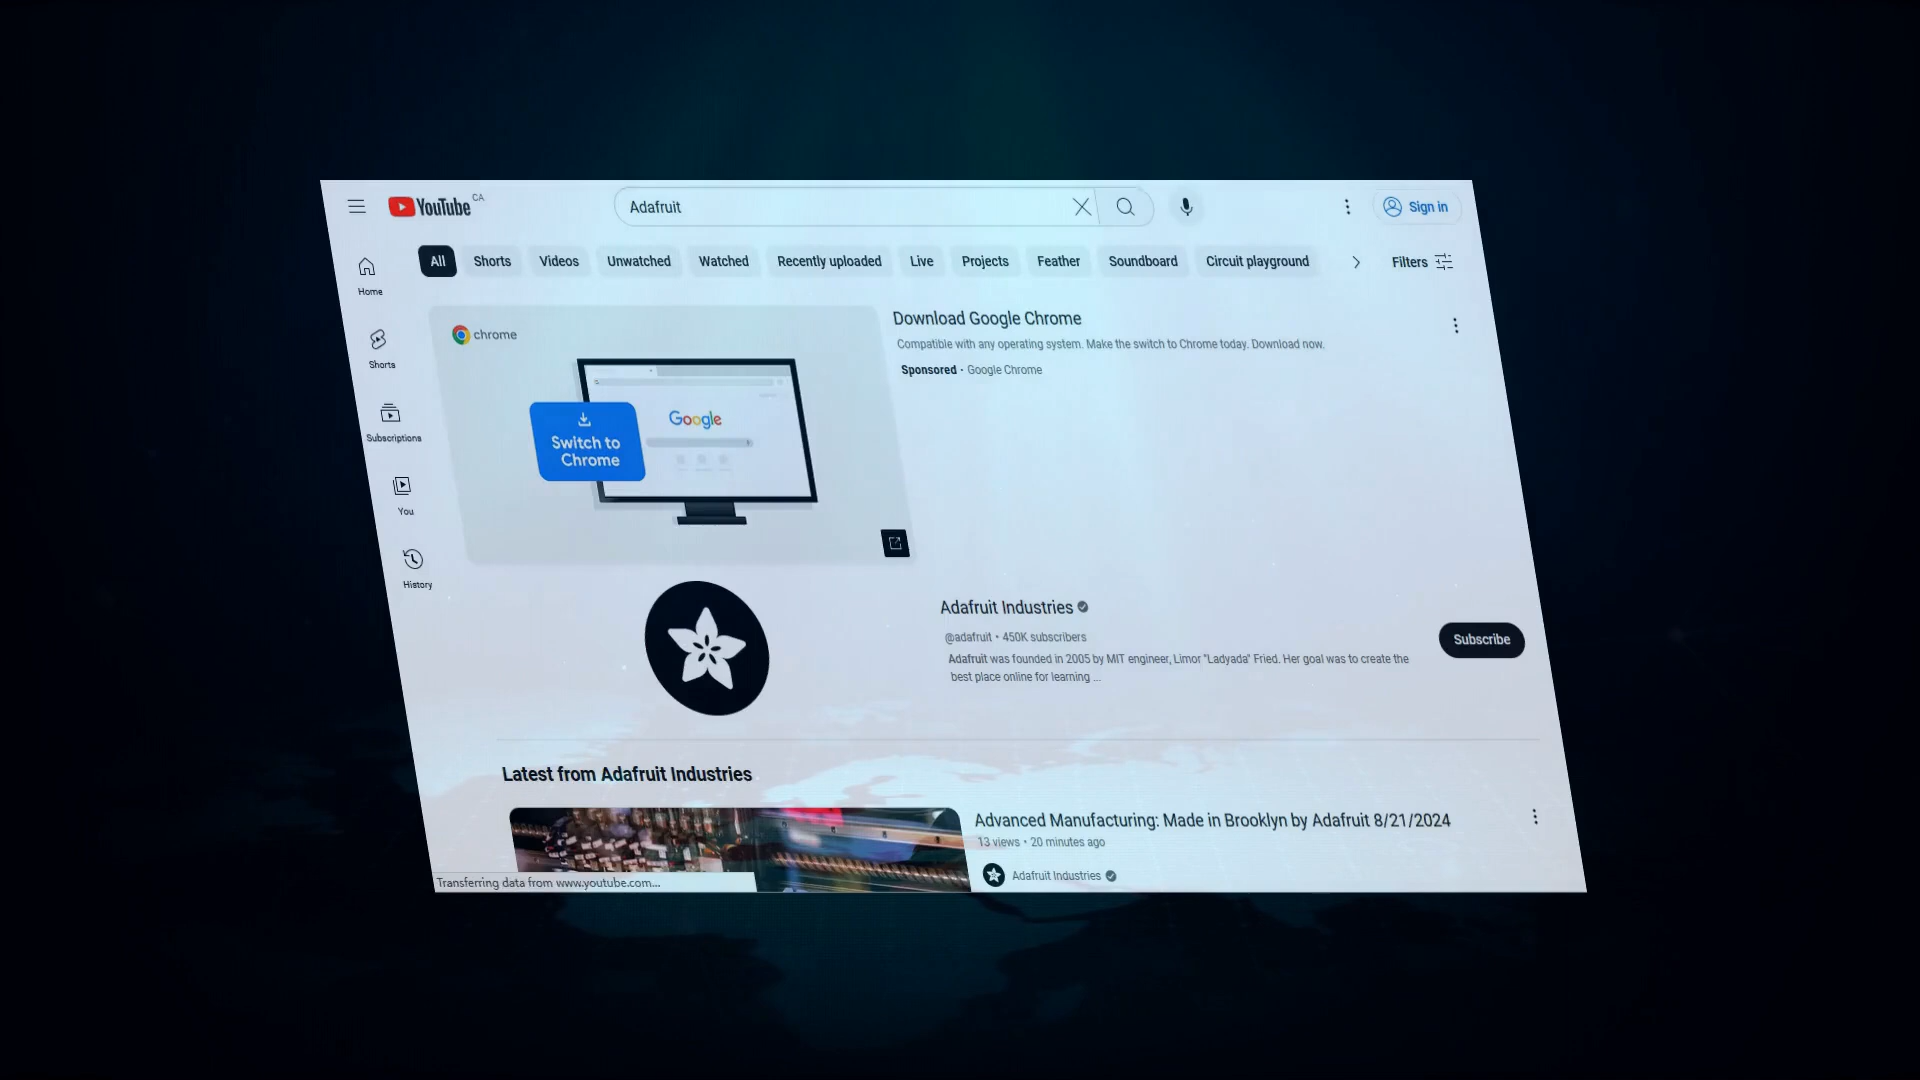 YouTube CA
Adafruit
Sign in
All
Shorts
Videos
Unwatched
Watched
Recently uploaded
Live
Projects
Feather
Soundboard
Circuit playground
Filters
Home
Shorts
Subscriptions
You
History
chrome
Google
Switch to
Chrome
Download Google Chrome
Compatible with any operating system. Make the switch to Chrome today. Download now.
Sponsored · Google Chrome
Adafruit Industries
@adafruit • 450K subscribers
Adafruit was founded in 2005 by MIT engineer, Limor "Ladyada" Fried. Her goal was to create the
best place online for learning ...
Subscribe
Latest from Adafruit Industries
Advanced Manufacturing: Made in Brooklyn by Adafruit 8/21/2024
13 views • 20 minutes ago
Adafruit Industries
Transferring data from www.youtube.com...